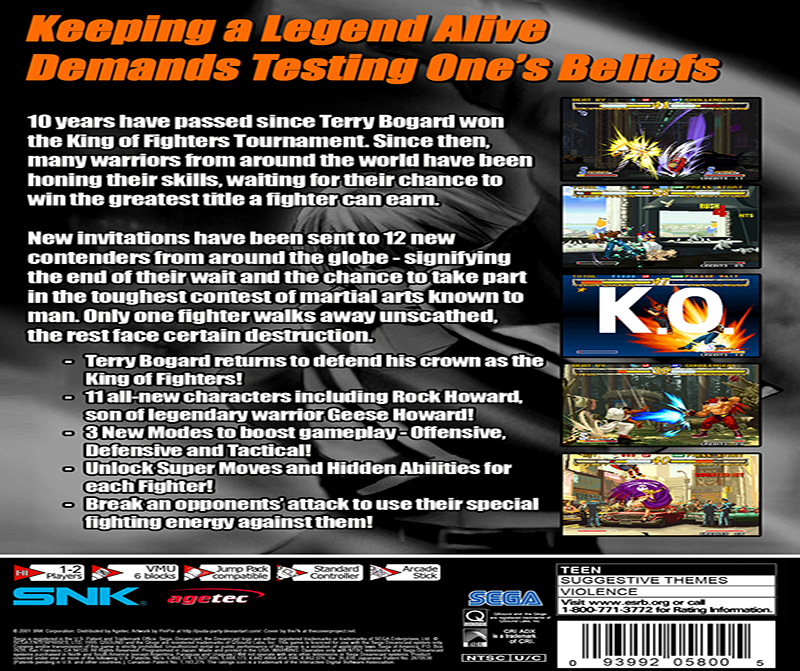 Keeping a Legend Alive
Demands Testing One's Beliefs
10 years have passed since Terry Bogard won
the King of Fighters Tournament. Since then,
many warriors from around the world have been
honing their skills, waiting for their chance to
win the greatest title a fighter can earn.
New invitations have been sent to 12 new
contenders from around the globe - signifying
the end of their wait and the chance to take part
in the toughest contest of martial arts known to
man. Only one fighter walks away unscathed,
the rest face certain destruction.
- Terry Bogard returns to defend his crown as the
King of Fighters!
- 11 all-new characters including Rock Howard,
son of legendary warrior Geese Howard!
- 3 New Modes to boost gameplay - Offensive,
Defensive and Tactical!
- Unlock Super Moves and Hidden Abilities for
each Fighter!
- Break an opponents' attack to use their special
fighting energy against them!
RUSH
HITS
K.O.
1-2
Players
VMU
6 blocks
Jump Pack
compatible
Standard
Controller
Arcade
Stick
SNK
agetec
SEGA
CRI ADX
is a trademark
of CRI.
NTSC U/C
TEEN
SUGGESTIVE THEMES
VIOLENCE
Visit www.esrb.org or call
1-800-771-3772 for Rating Information.
0 93992 05800 5